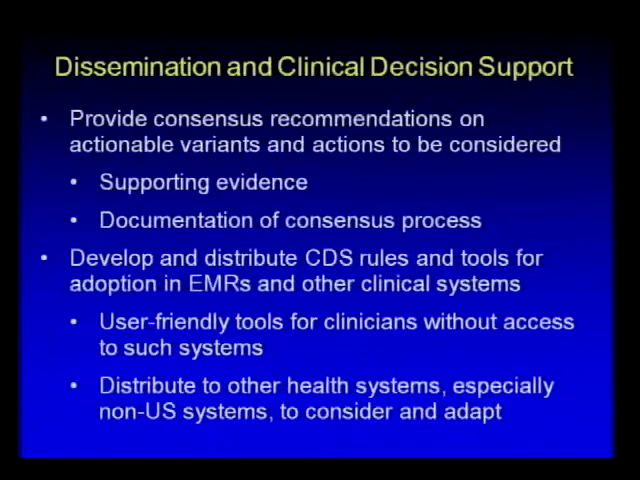 Dissemination and Clinical Decision Support
• Provide consensus recommendations on
actionable variants and actions to be considered
• Supporting evidence
• Documentation of consensus process
• Develop and distribute CDS rules and tools for
adoption in EMRs and other clinical systems
• User-friendly tools for clinicians without access
to such systems
• Distribute to other health systems, especially
non-US systems, to consider and adapt